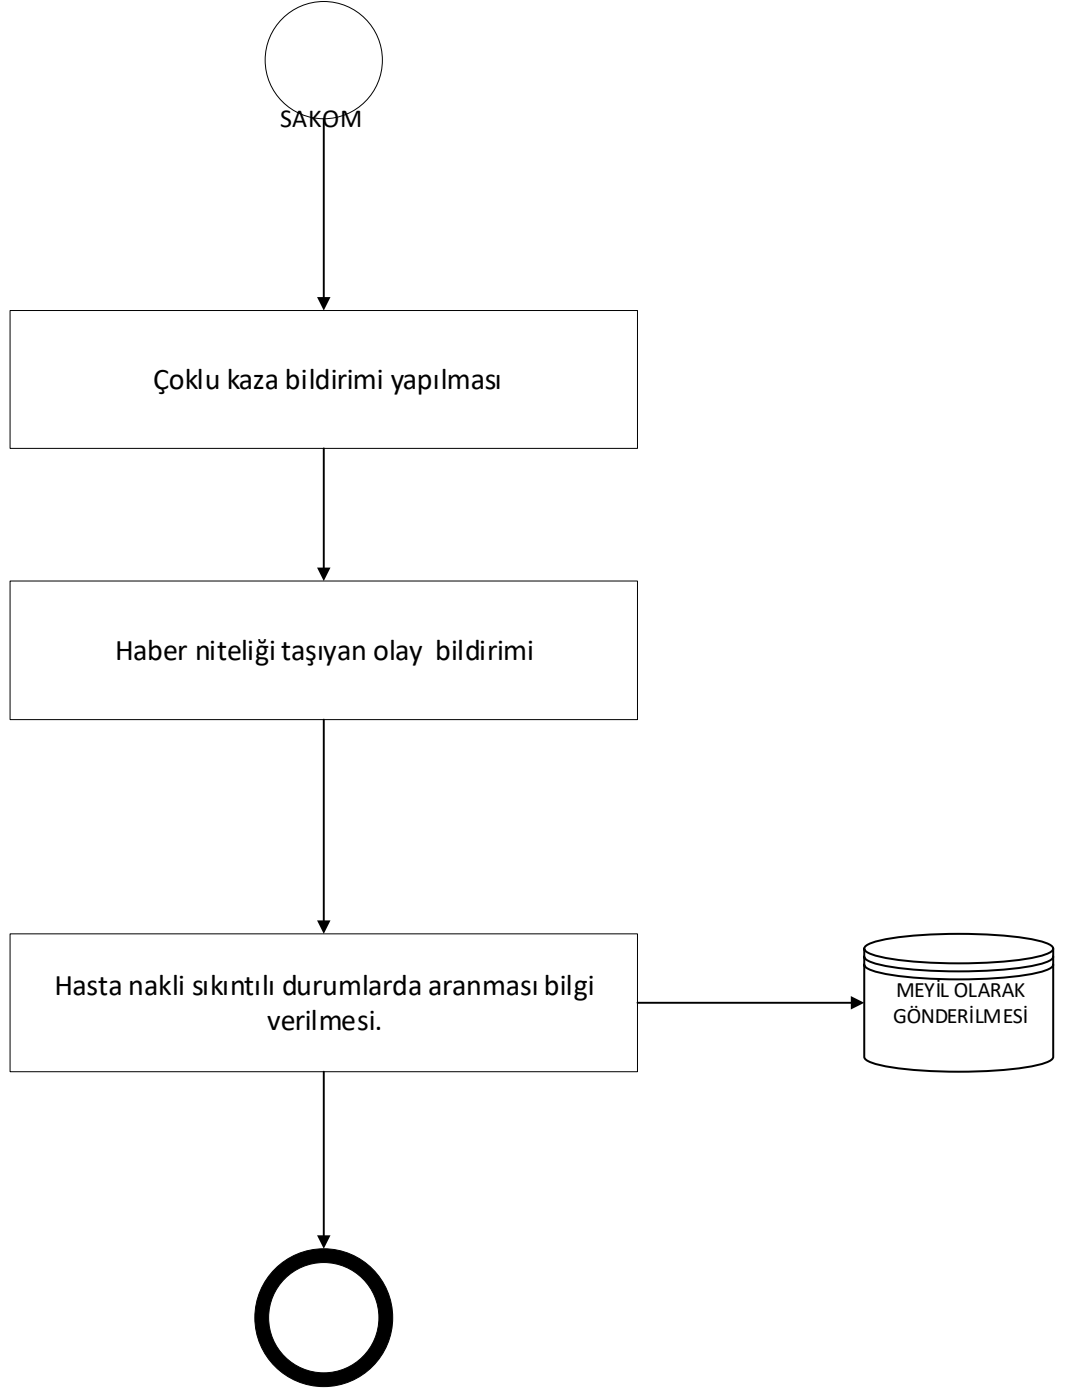 SAKOM
Çoklu kaza bildirimi yapılması
Haber niteliği taşıyan olay  bildirimi
Hasta nakli sıkıntılı durumlarda aranması bilgi
verilmesi.
MEYİL OLARAK
GÖNDERİLMESİ